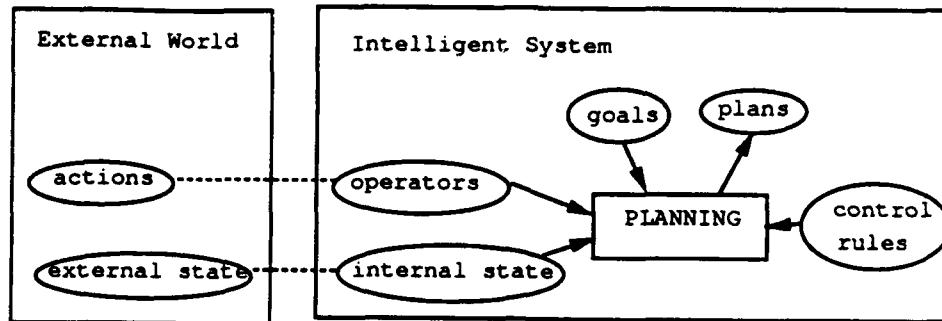 External World
Intelligent System
goals
plans
actions
operators
PLANNING
control
rules
external state
internal state